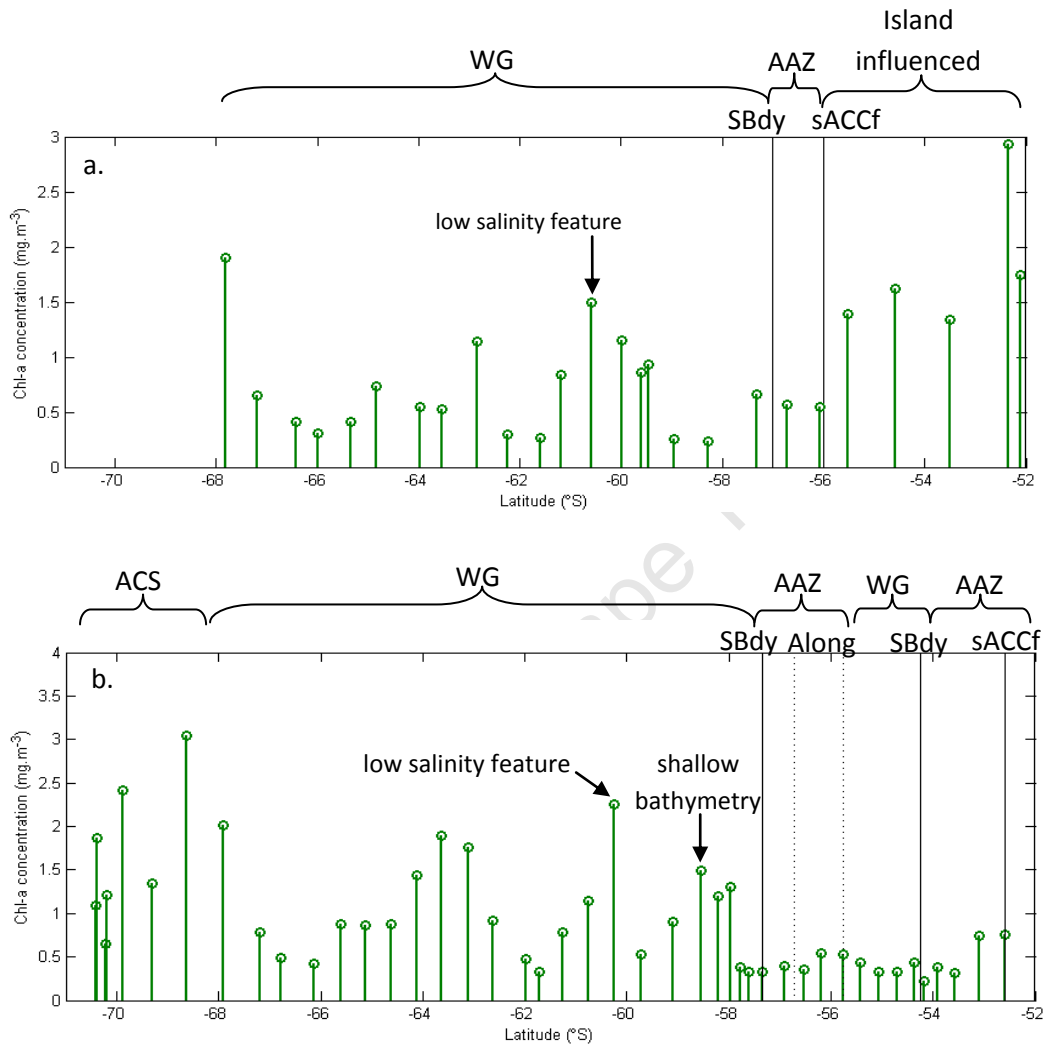 Island
WG AAZ influenced
SBdy sACCf
a.
low salinity feature
Chl-a concentration (mg.m-3)
3
2.5
2
1.5
1
0.5
0
-70 -68 -66 -64 -62 -60 -58 -56 -54 -52
Latitude (°S)
ACS WG AAZ WG AAZ
SBdy Along SBdy sACCf
b.
low salinity feature shallow
bathymetry
Chl-a concentration (mg.m-3)
4
3.5
3
2.5
2
1.5
1
0.5
0
-70 -68 -66 -64 -62 -60 -58 -56 -54 -52
Latitude (°S)